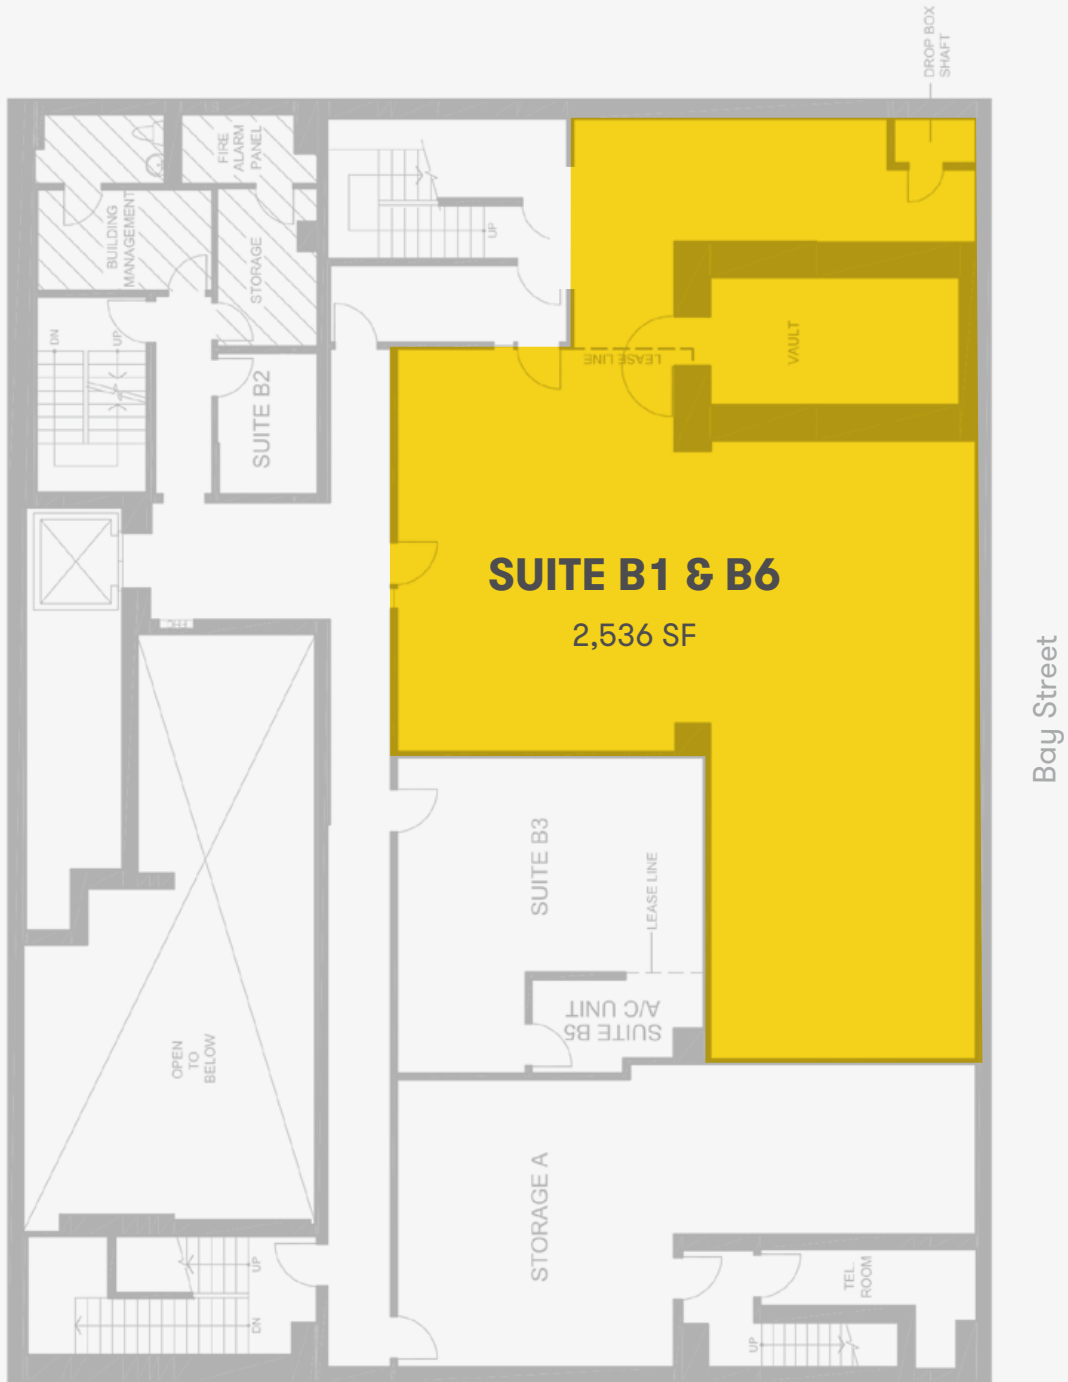 DROP BOX
SHAFT
FIRE
ALARM
PANEL
BUILDING
MANAGEMENT
STORAGE
UP
DN
UP
LEASE LINE
VAULT
SUITE B2
SUITE B1 & B6
2,536 SF
Bay Street
SUITE B3
LEASE LINE
SUITE B5
A/C UNIT
OPEN
TO
BELOW
STORAGE A
UP
DN
TEL.
ROOM
UP